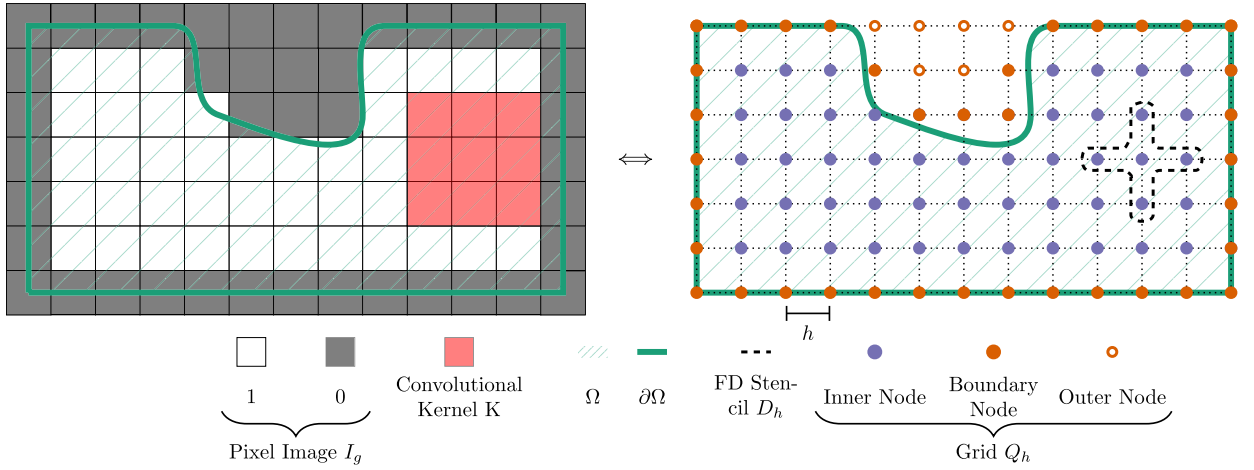 ⟺
h
1
0
Convolutional
Kernel K
Ω
∂Ω
FD Sten-
cil D_h
Inner Node
Boundary
Node
Outer Node
Pixel Image I_g
Grid Q_h